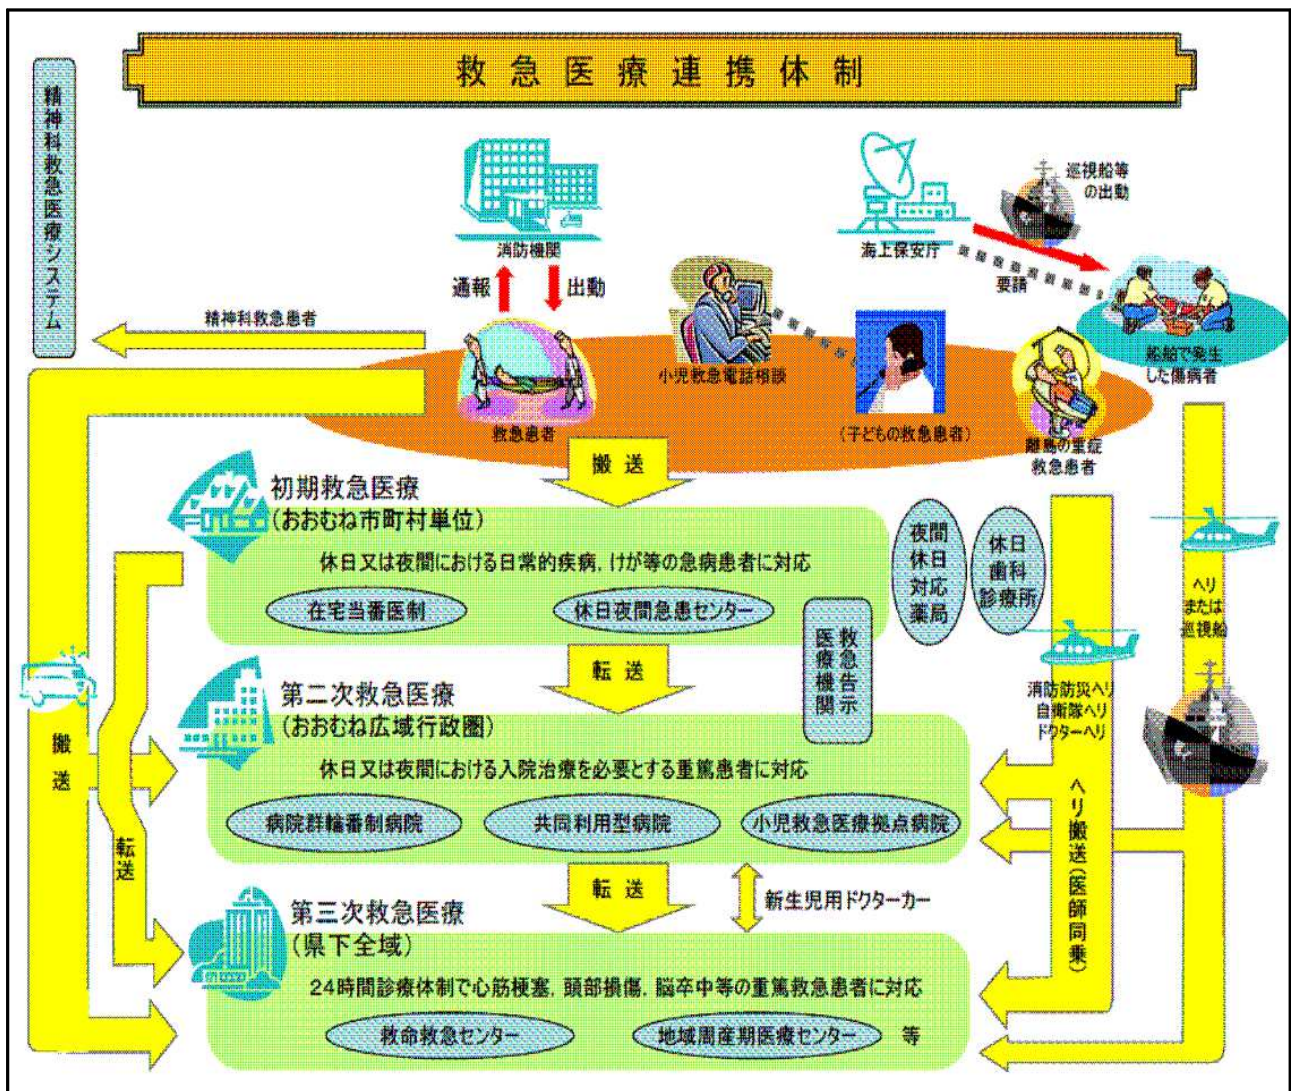 救急医療連携体制
精神科救急医療システム
消防機関
通報
出動
海上保安庁
巡視船等
の出動
要請
精神科救急患者
小児救急電話相談
救急患者
(子どもの救急患者)
離島の重症
救急患者
船舶で発生
した傷病者
搬送
初期救急医療
(おおむね市町村単位)
休日又は夜間における日常的疾病,けが等の急病患者に対応
在宅当番医制
休日夜間急患センター
夜間
休日
対応
薬局
休日
歯科
診療所
救急告示
医療機関
転送
第二次救急医療
(おおむね広域行政圏)
休日又は夜間における入院治療を必要とする重篤患者に対応
病院群輪番制病院
共同利用型病院
小児救急医療拠点病院
転送
新生児用ドクターカー
第三次救急医療
(県下全域)
24時間診療体制で心筋梗塞,頭部損傷,脳卒中等の重篤救急患者に対応
救命救急センター
地域周産期医療センター
等
搬送
転送
消防防災ヘリ
自衛隊ヘリ
ドクターヘリ
ヘリ搬送(医師同乗)
ヘリ
または
巡視船